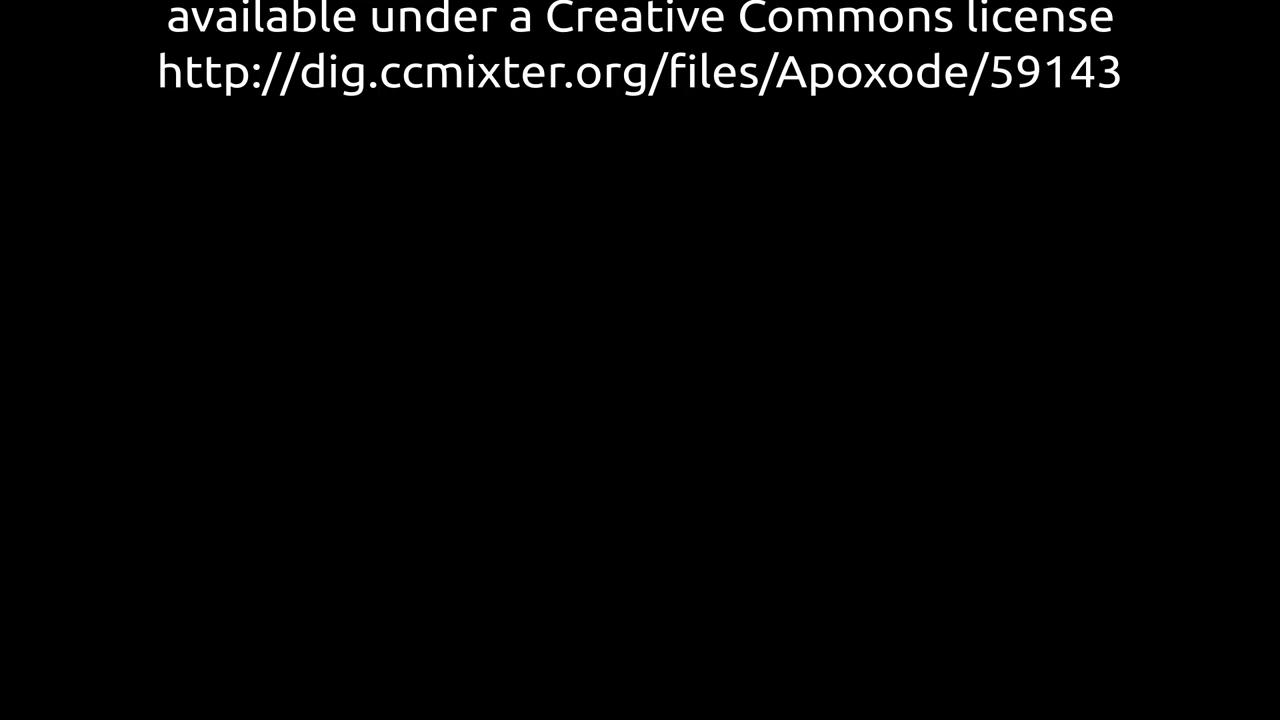 available under a Creative Commons license
http://dig.ccmixter.org/files/Apoxode/59143